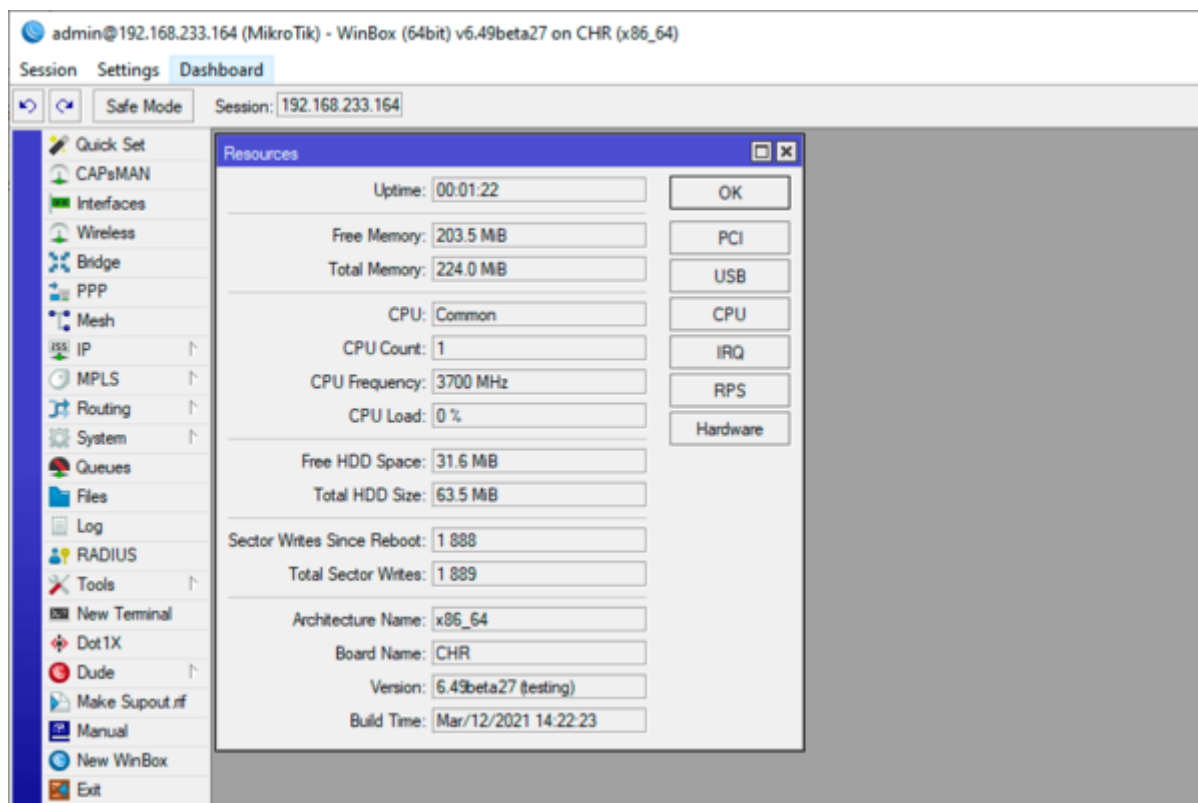 admin@192.168.233.164 (MikroTik) - WinBox (64bit) v6.49beta27 on CHR (x86_64)
Session Settings Dashboard
Safe Mode Session: 192.168.233.164
Quick Set
CAPsMAN
Interfaces
Wireless
Bridge
PPP
Mesh
IP
MPLS
Routing
System
Queues
Files
Log
RADIUS
Tools
New Terminal
Dot1X
Dude
Make Supout.rif
Manual
New WinBox
Exit
Resources
Uptime: 00:01:22
Free Memory: 203.5 MiB
Total Memory: 224.0 MiB
CPU: Common
CPU Count: 1
CPU Frequency: 3700 MHz
CPU Load: 0 %
Free HDD Space: 31.6 MiB
Total HDD Size: 63.5 MiB
Sector Writes Since Reboot: 1 888
Total Sector Writes: 1 889
Architecture Name: x86_64
Board Name: CHR
Version: 6.49beta27 (testing)
Build Time: Mar/12/2021 14:22:23
OK
PCI
USB
CPU
IRQ
RPS
Hardware